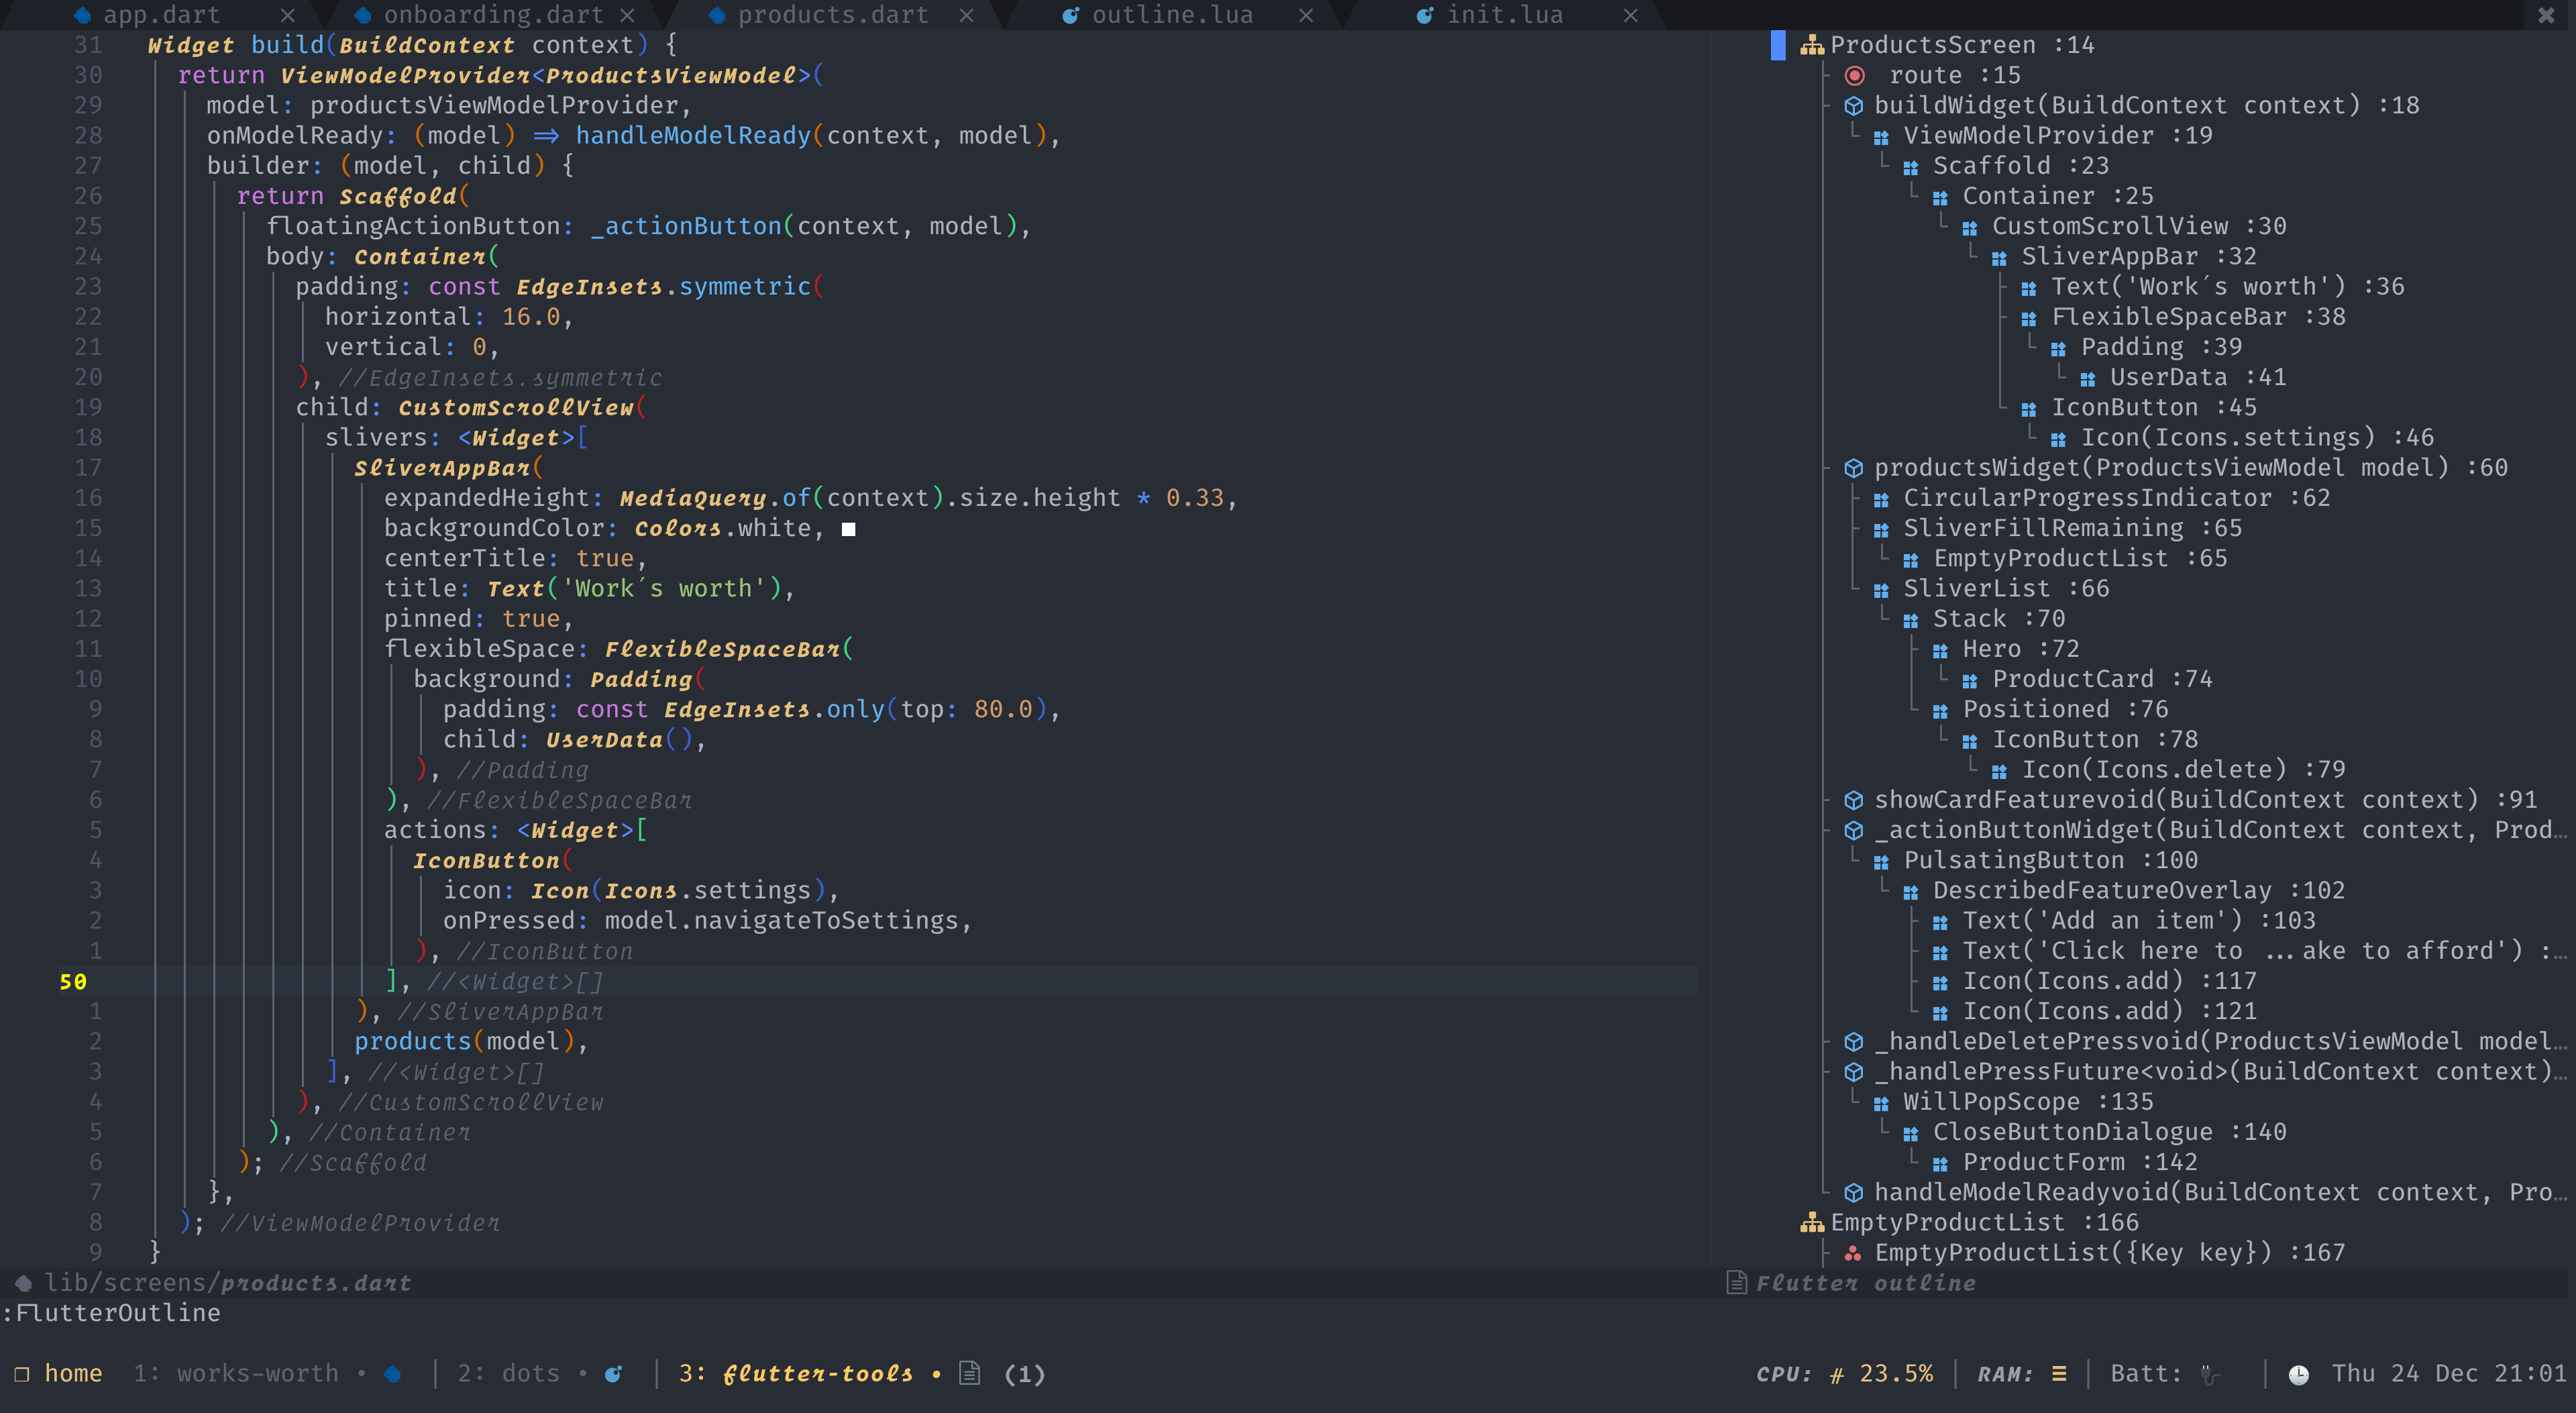 app.dart × onboarding.dart × products.dart × outline.lua × init.lua ×
31 Widget build(BuildContext context) {
30 return ViewModelProvider<ProductsViewModel>(
29 model: productsViewModelProvider,
28 onModelReady: (model) => handleModelReady(context, model),
27 builder: (model, child) {
26 return Scaffold(
25 floatingActionButton: _actionButton(context, model),
24 body: Container(
23 padding: const EdgeInsets.symmetric(
22 horizontal: 16.0,
21 vertical: 0,
20 ), //EdgeInsets.symmetric
19 child: CustomScrollView(
18 slivers: <Widget>[
17 SliverAppBar(
16 expandedHeight: MediaQuery.of(context).size.height * 0.33,
15 backgroundColor: Colors.white, ■
14 centerTitle: true,
13 title: Text('Work´s worth'),
12 pinned: true,
11 flexibleSpace: FlexibleSpaceBar(
10 background: Padding(
9 padding: const EdgeInsets.only(top: 80.0),
8 child: UserData(),
7 ), //Padding
6 ), //FlexibleSpaceBar
5 actions: <Widget>[
4 IconButton(
3 icon: Icon(Icons.settings),
2 onPressed: model.navigateToSettings,
1 ), //IconButton
50 ], //<Widget>[]
1 ), //SliverAppBar
2 products(model),
3 ], //<Widget>[]
4 ), //CustomScrollView
5 ), //Container
6 ); //Scaffold
7 },
8 ); //ViewModelProvider
9 }
lib/screens/products.dart
ProductsScreen :14
route :15
buildWidget(BuildContext context) :18
ViewModelProvider :19
Scaffold :23
Container :25
CustomScrollView :30
SliverAppBar :32
Text('Work´s worth') :36
FlexibleSpaceBar :38
Padding :39
UserData :41
IconButton :45
Icon(Icons.settings) :46
productsWidget(ProductsViewModel model) :60
CircularProgressIndicator :62
SliverFillRemaining :65
EmptyProductList :65
SliverList :66
Stack :70
Hero :72
ProductCard :74
Positioned :76
IconButton :78
Icon(Icons.delete) :79
showCardFeaturevoid(BuildContext context) :91
_actionButtonWidget(BuildContext context, Prod…
PulsatingButton :100
DescribedFeatureOverlay :102
Text('Add an item') :103
Text('Click here to ...ake to afford') :…
Icon(Icons.add) :117
Icon(Icons.add) :121
_handleDeletePressvoid(ProductsViewModel model…
_handlePressFuture<void>(BuildContext context)…
WillPopScope :135
CloseButtonDialogue :140
ProductForm :142
handleModelReadyvoid(BuildContext context, Pro…
EmptyProductList :166
EmptyProductList({Key key}) :167
Flutter outline
:FlutterOutline
home 1: works-worth • | 2: dots • | 3: flutter-tools • (1)
CPU: # 23.5% | RAM: ≡ | Batt: | Thu 24 Dec 21:01